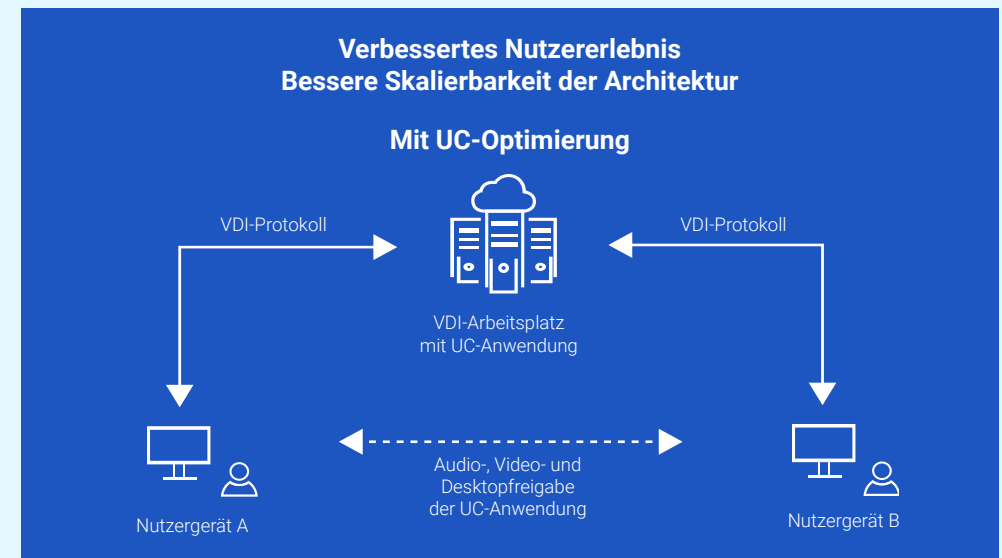 Verbessertes Nutzererlebnis
Bessere Skalierbarkeit der Architektur
Mit UC-Optimierung
VDI-Protokoll
VDI-Protokoll
VDI-Arbeitsplatz
mit UC-Anwendung
Audio-, Video- und
Desktopfreigabe
der UC-Anwendung
Nutzergerät A
Nutzergerät B